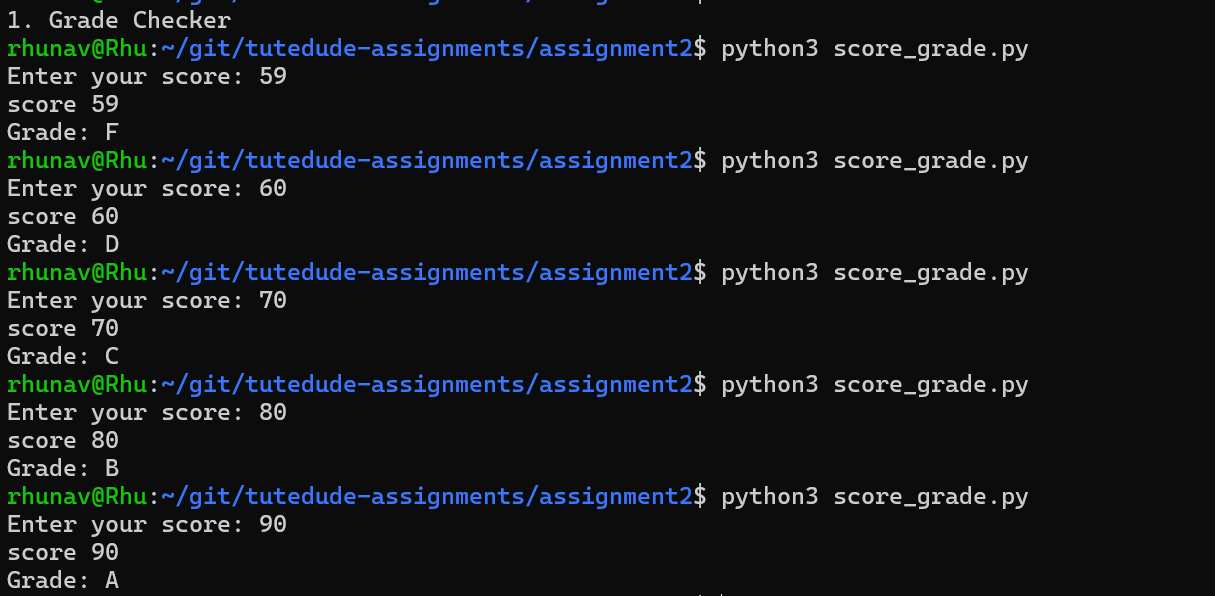 1. Grade Checker
rhunav@Rhu:~/git/tutedude-assignments/assignment2$ python3 score_grade.py
Enter your score: 59
score 59
Grade: F
rhunav@Rhu:~/git/tutedude-assignments/assignment2$ python3 score_grade.py
Enter your score: 60
score 60
Grade: D
rhunav@Rhu:~/git/tutedude-assignments/assignment2$ python3 score_grade.py
Enter your score: 70
score 70
Grade: C
rhunav@Rhu:~/git/tutedude-assignments/assignment2$ python3 score_grade.py
Enter your score: 80
score 80
Grade: B
rhunav@Rhu:~/git/tutedude-assignments/assignment2$ python3 score_grade.py
Enter your score: 90
score 90
Grade: A